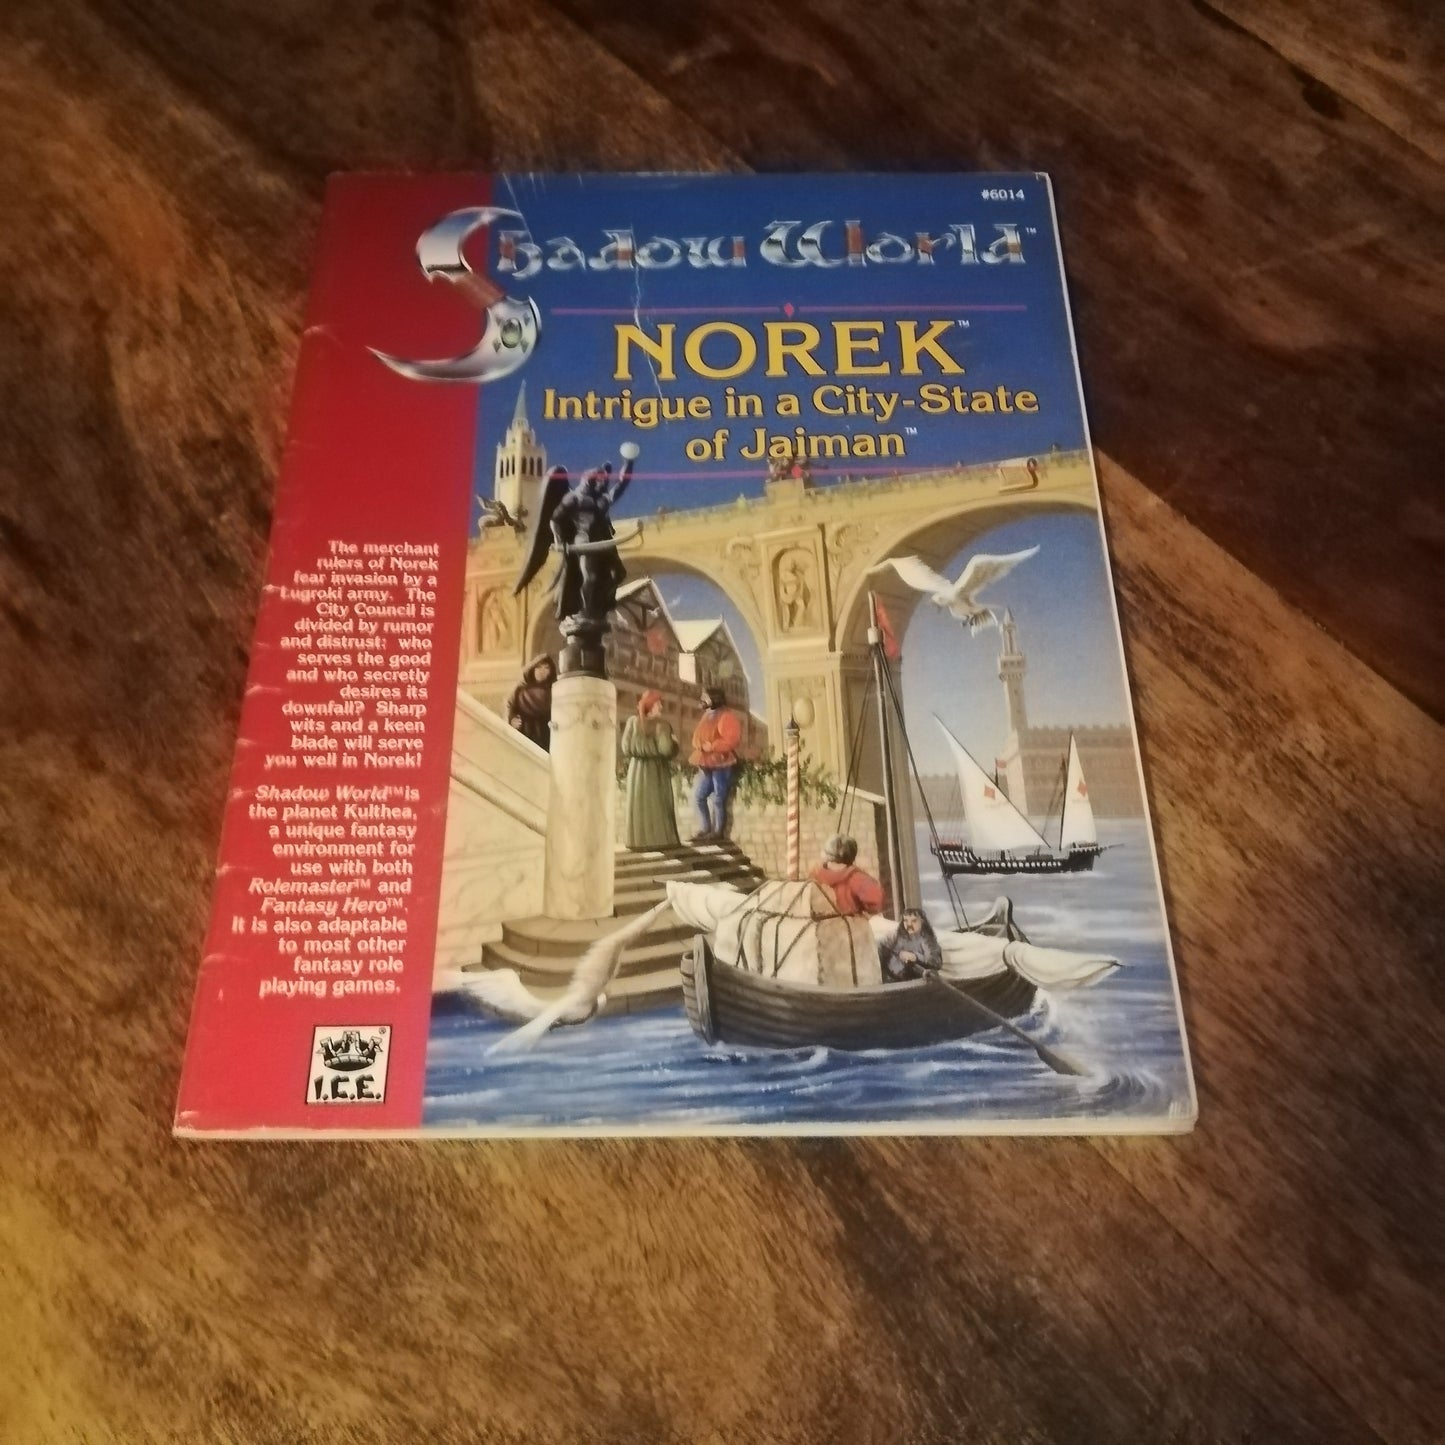 #6014
Shadow World™
NOREK™
Intrigue in a City-State
of Jaiman™
The merchant
rulers of Norek
fear invasion by a
Lugroki army. The
City Council is
divided by rumor
and distrust: who
serves the good
and who secretly
desires its
downfall? Sharp
wits and a keen
blade will serve
you well in Norek!
Shadow World™ is
the planet Kulthea,
a unique fantasy
environment for
use with both
Rolemaster™ and
Fantasy Hero™.
It is also adaptable
to most other
fantasy role
playing games.
®
I.C.E.